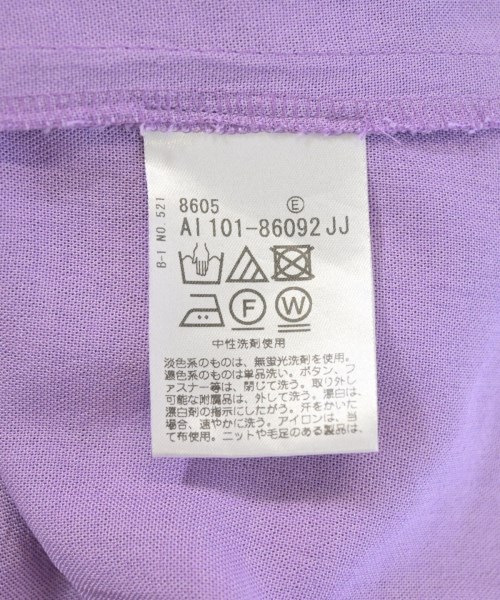 B-I NO. 521
8605 E
AI 101-86092 JJ
F W
中性洗剤使用
淡色系のものは、無蛍光洗剤を使用。
濃色系のものは単品洗い。ボタン、フ
ァスナー等は、閉じて洗う。取り外し
可能な附属品は、外して洗う。漂白は、
漂白剤の指示にしたがう。汗をかいた
場合、速やかに洗う。アイロンは、当
て布使用。ニットや毛足のある製品は、